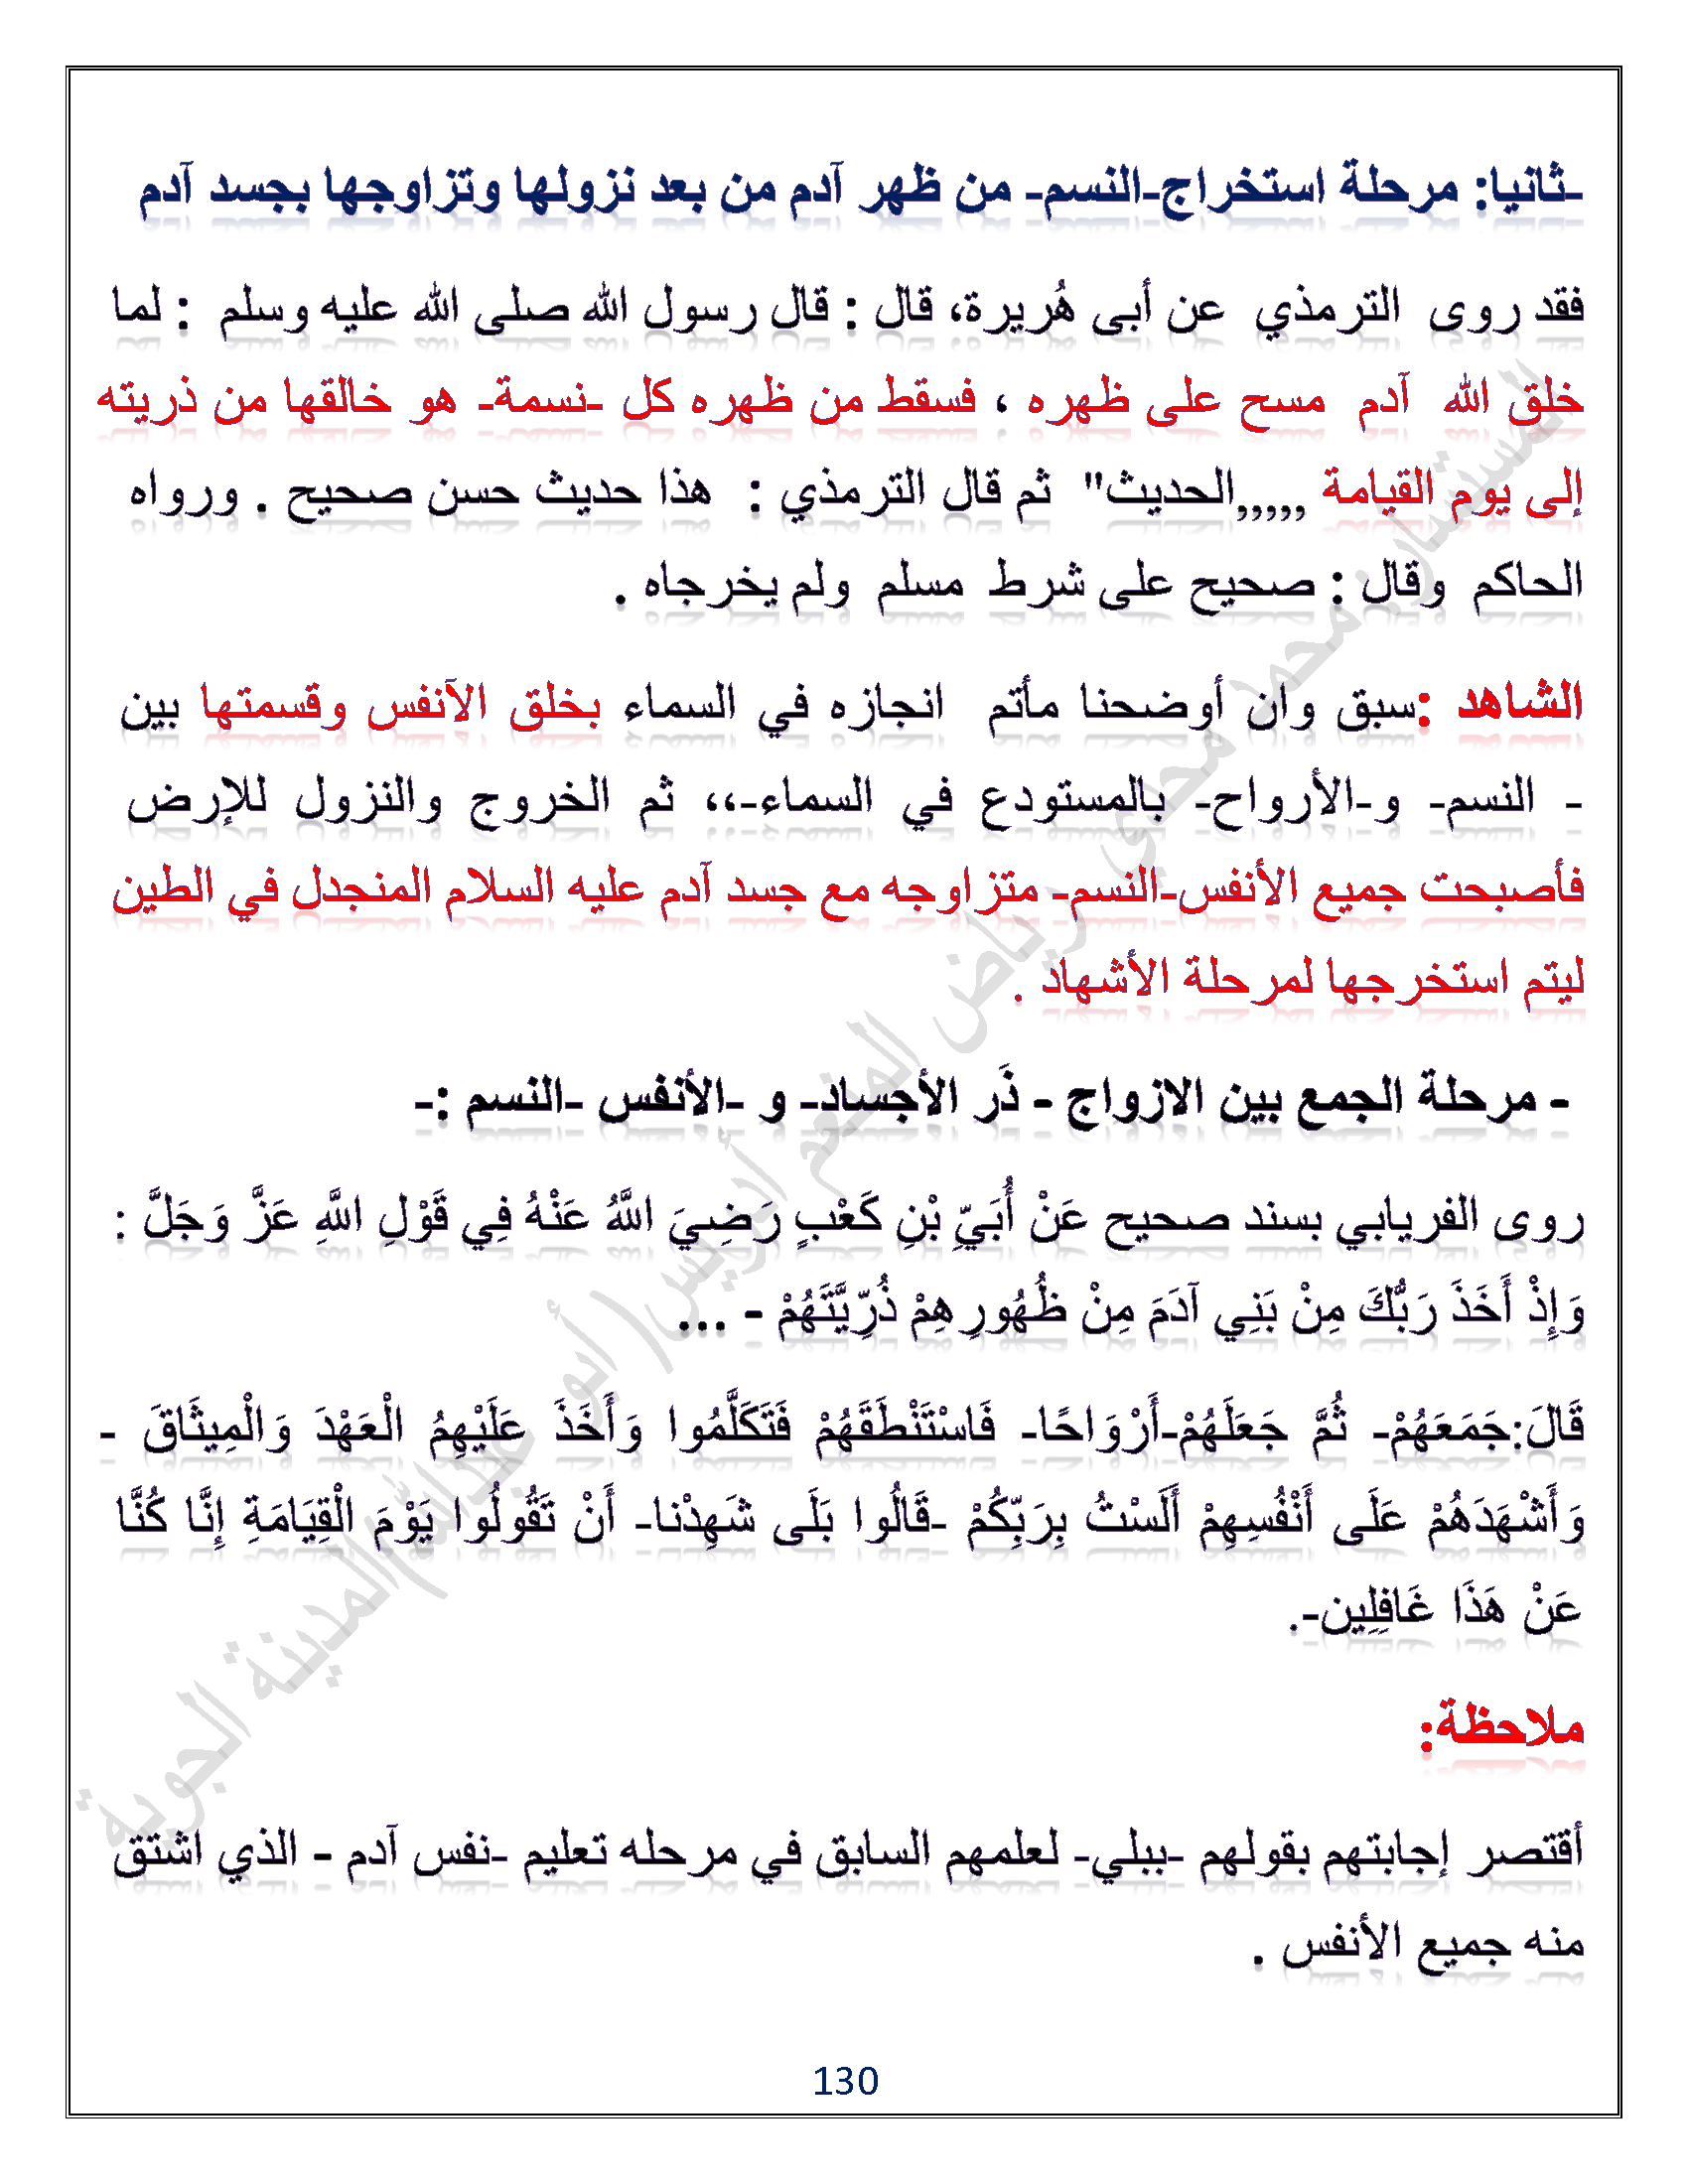 -ثانيا: مرحلة استخراج-النسم- من ظهر آدم من بعد نزولها وتزاوجها بجسد آدم
فقد روى الترمذي عن أبى هُريرة، قال : قال رسول الله صلى الله عليه وسلم : لما
خلق الله آدم مسح على ظهره ، فسقط من ظهره كل -نسمة- هو خالقها من ذريته
إلى يوم القيامة ,,,,,الحديث" ثم قال الترمذي : هذا حديث حسن صحيح . ورواه
الحاكم وقال : صحيح على شرط مسلم ولم يخرجاه .
الشاهد :سبق وان أوضحنا مأتم انجازه في السماء بخلق الآنفس وقسمتها بين
- النسم- و-الأرواح- بالمستودع في السماء-،، ثم الخروج والنزول للإرض
فأصبحت جميع الأنفس-النسم- متزاوجه مع جسد آدم عليه السلام المنجدل في الطين
ليتم استخرجها لمرحلة الأشهاد .
- مرحلة الجمع بين الازواج - ذَر الأجساد- و -الأنفس -النسم :-
روى الفريابي بسند صحيح عَنْ أُبَيِّ بْنِ كَعْبٍ رَضِيَ اللَّهُ عَنْهُ فِي قَوْلِ اللَّهِ عَزَّ وَجَلَّ :
وَإِذْ أَخَذَ رَبُّكَ مِنْ بَنِي آدَمَ مِنْ ظُهُورِهِمْ ذُرِّيَّتَهُمْ - ...
قَالَ:جَمَعَهُمْ- ثُمَّ جَعَلَهُمْ-أَرْوَاحًا- فَاسْتَنْطَقَهُمْ فَتَكَلَّمُوا وَأَخَذَ عَلَيْهِمُ الْعَهْدَ وَالْمِيثَاقَ -
وَأَشْهَدَهُمْ عَلَى أَنْفُسِهِمْ أَلَسْتُ بِرَبِّكُمْ -قَالُوا بَلَى شَهِدْنا- أَنْ تَقُولُوا يَوْمَ الْقِيَامَةِ إِنَّا كُنَّا
عَنْ هَذَا غَافِلِين-.
ملاحظة:
أقتصر إجابتهم بقولهم -ببلي- لعلمهم السابق في مرحله تعليم -نفس آدم - الذي اشتق
منه جميع الأنفس .
130